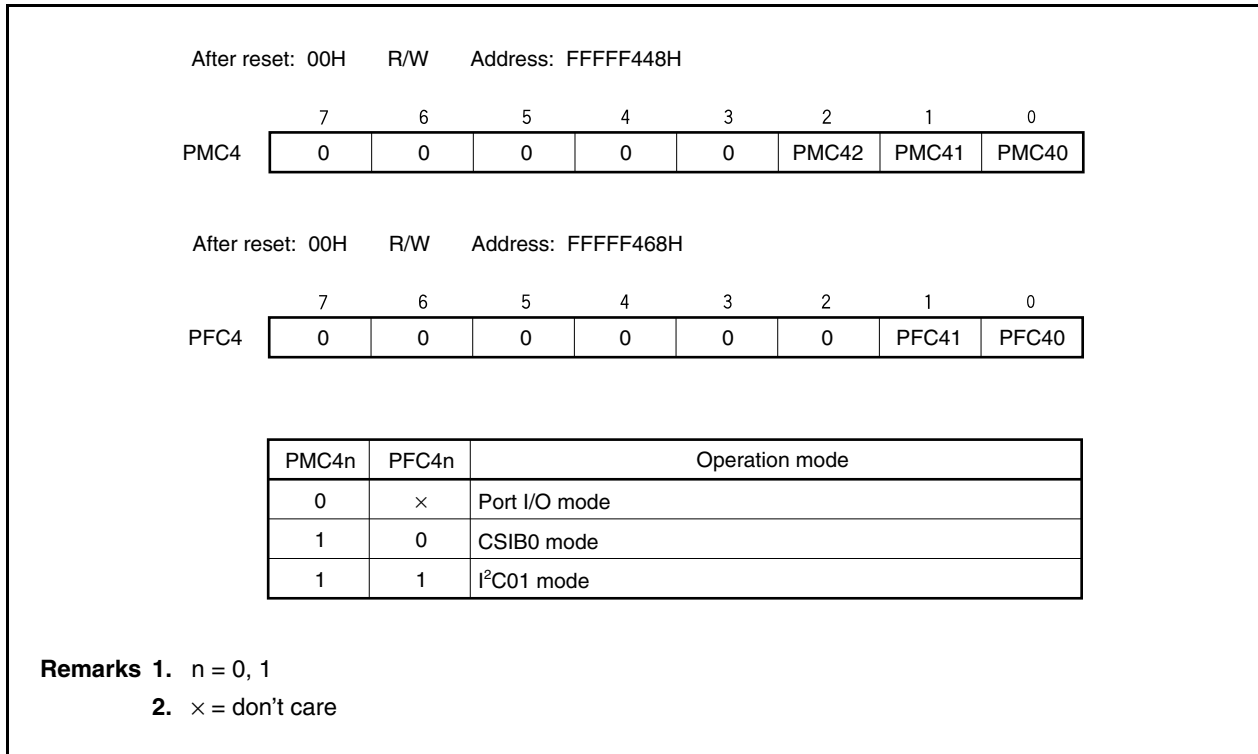 After reset: 00H R/W Address: FFFFF448H
7 6 5 4 3 2 1 0
PMC4 0 0 0 0 0 PMC42 PMC41 PMC40
After reset: 00H R/W Address: FFFFF468H
7 6 5 4 3 2 1 0
PFC4 0 0 0 0 0 0 PFC41 PFC40
PMC4n PFC4n Operation mode
0 × Port I/O mode
1 0 CSIB0 mode
1 1 I²C01 mode
Remarks 1. n = 0, 1
2. × = don't care